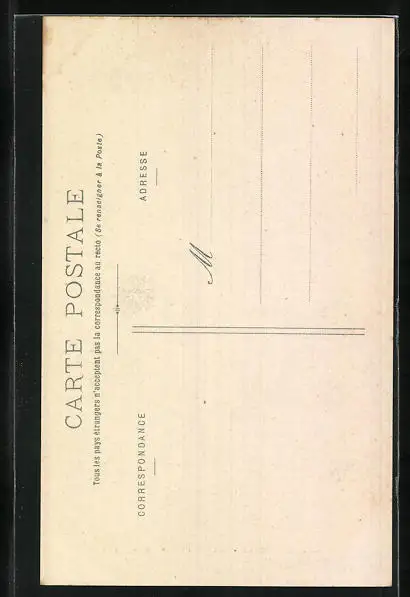 CARTE POSTALE
Tous les pays étrangers n'acceptent pas la correspondance au recto (Se renseigner à la Poste)
CORRESPONDANCE
ADRESSE
M